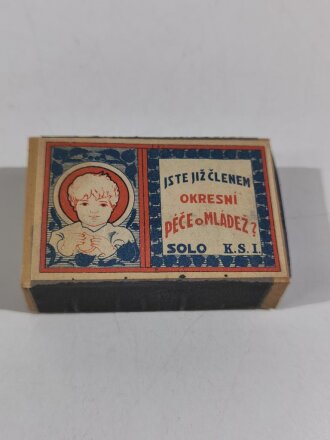 JSTE JIŽ ČLENEM
OKRESNÍ
PÉČE o MLÁDEŽ?
SOLO K.S.I.